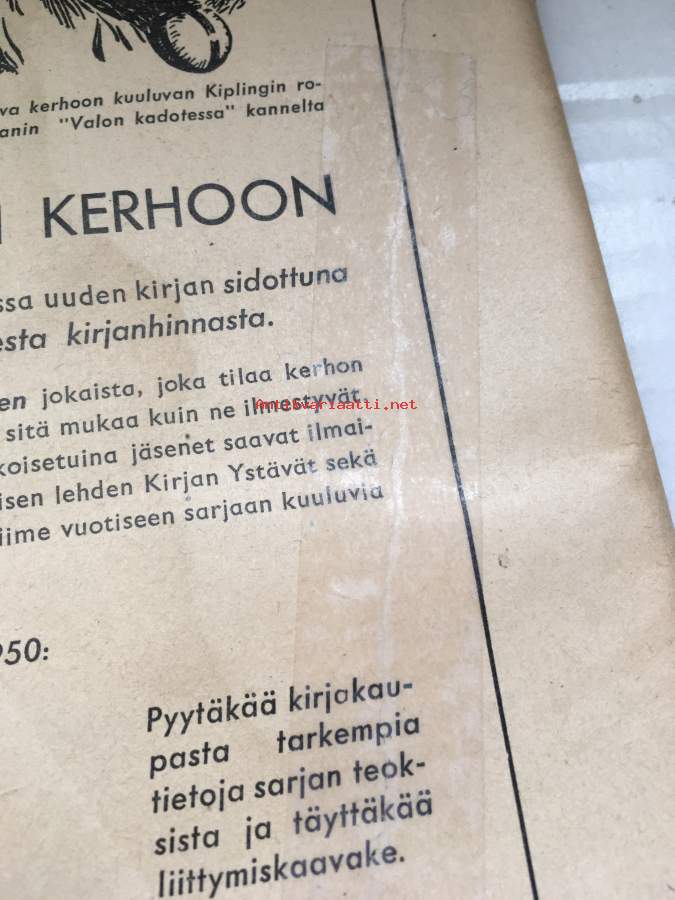 va kerhoon kuuluvan Kiplingin ro-
anin "Valon kadotessa" kannelta
KERHOON
ssa uuden kirjan sidottuna
esta kirjanhinnasta.
en jokaista, joka tilaa kerhon
Antikvariaatti.net
sitä mukaa kuin ne ilmestyvät.
koisetuina jäsenet saavat ilmai-
isen lehden Kirjan Ystävät sekä
iime vuotiseen sarjaan kuuluvia
950:
Pyytäkää kirjakau-
pasta tarkempia
tietoja sarjan teok-
sista ja täyttäkää
liittymiskaavake.